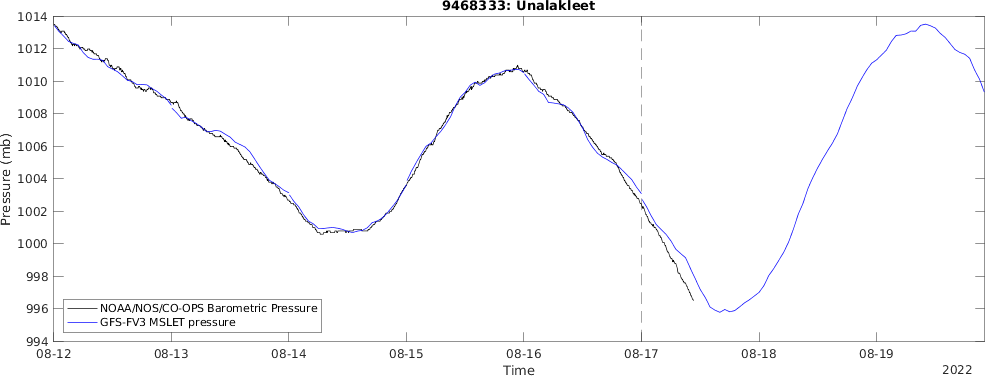 9468333: Unalakleet
1014
1012
1010
1008
1006
1004
1002
1000
998
996
994
Pressure (mb)
NOAA/NOS/CO-OPS Barometric Pressure
GFS-FV3 MSLET pressure
08-12 08-13 08-14 08-15 08-16 08-17 08-18 08-19
Time
2022